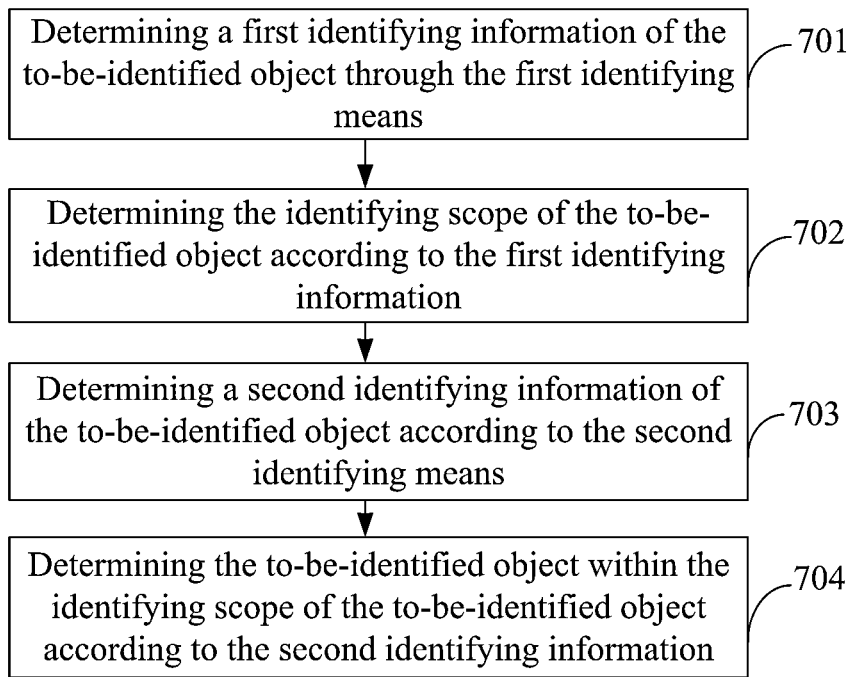 Determining a first identifying information of the
to-be-identified object through the first identifying
means
701
Determining the identifying scope of the to-be-
identified object according to the first identifying
information
702
Determining a second identifying information of
the to-be-identified object according to the second
identifying means
703
Determining the to-be-identified object within the
identifying scope of the to-be-identified object
according to the second identifying information
704